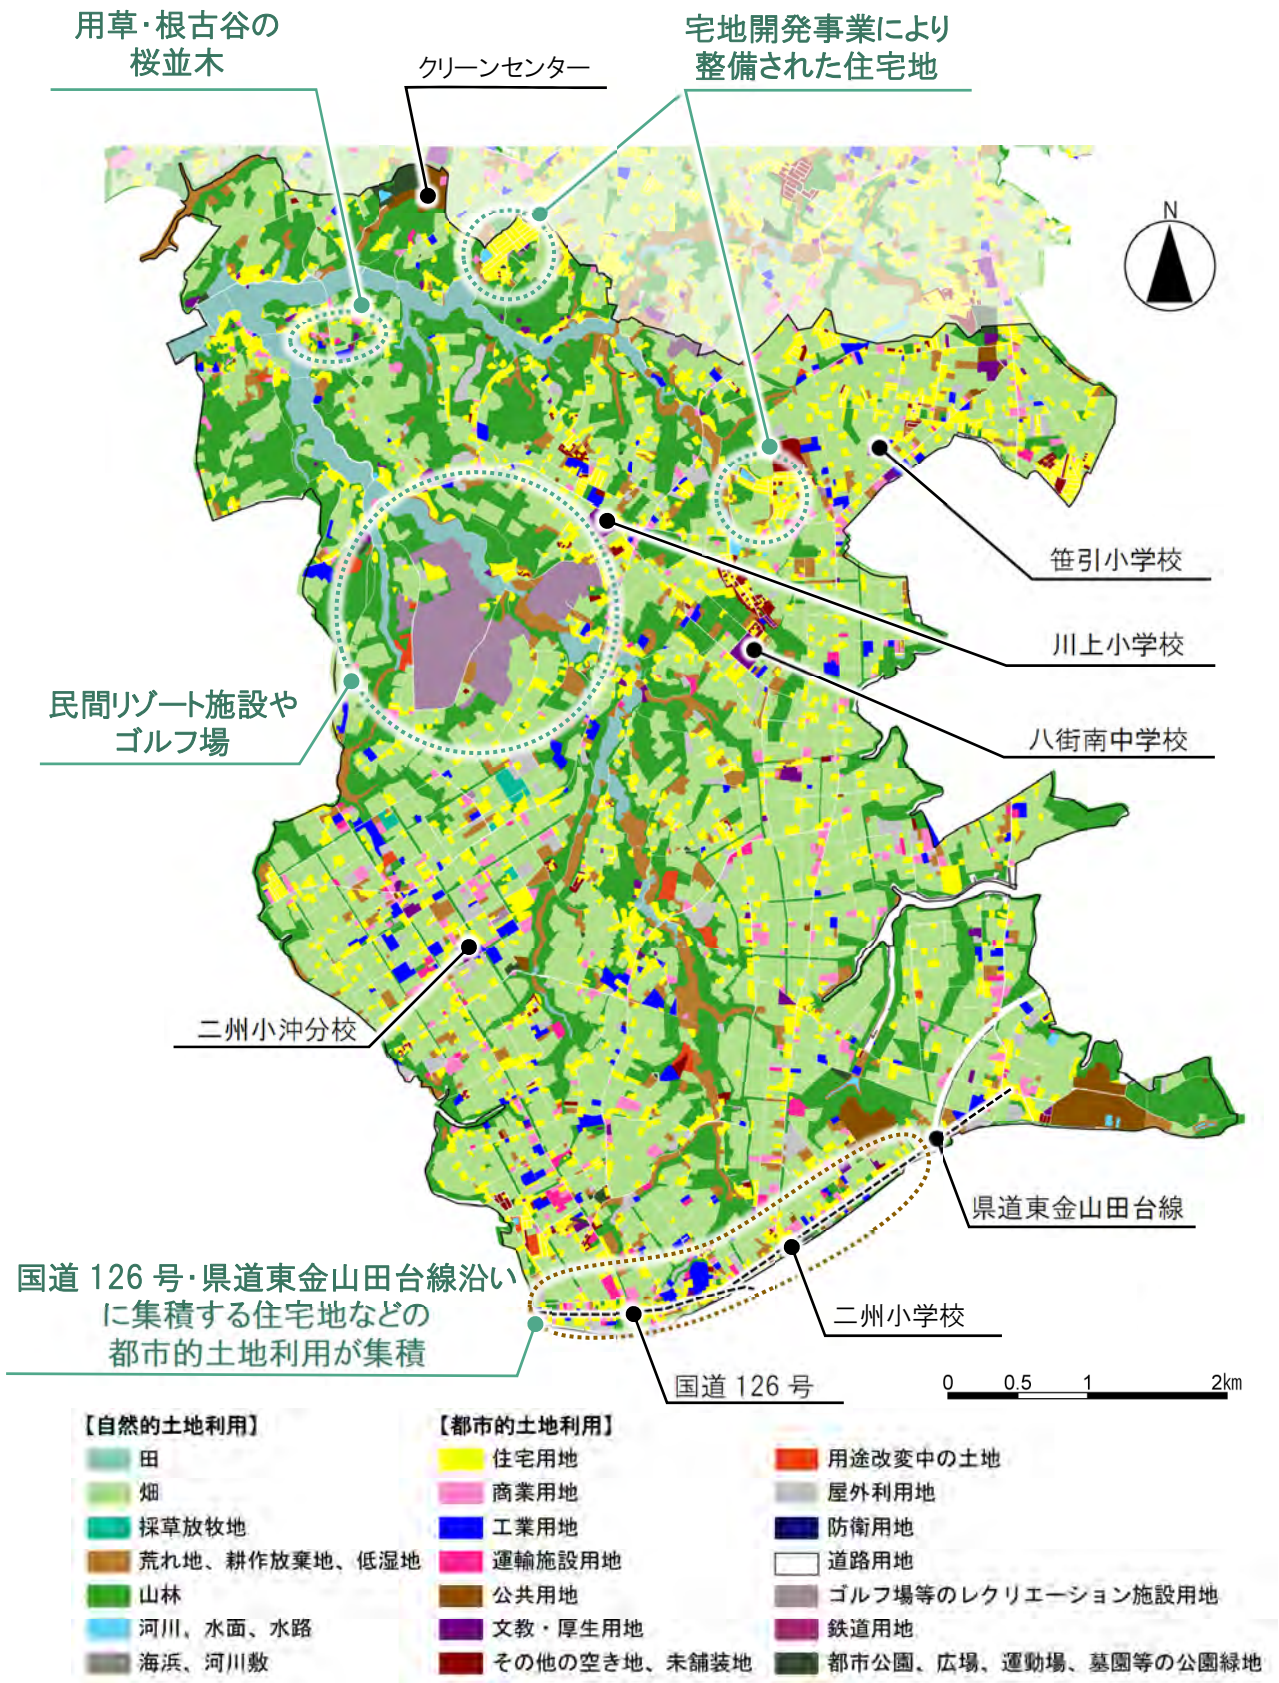 用草・根古谷の
桜並木
クリーンセンター
宅地開発事業により
整備された住宅地
N
笹引小学校
川上小学校
八街南中学校
民間リゾート施設や
ゴルフ場
二州小沖分校
県道東金山田台線
国道 126 号・県道東金山田台線沿い
に集積する住宅地などの
都市的土地利用が集積
二州小学校
国道 126 号
0 0.5 1 2km
【自然的土地利用】
田
畑
採草放牧地
荒れ地、耕作放棄地、低湿地
山林
河川、水面、水路
海浜、河川敷
【都市的土地利用】
住宅用地
商業用地
工業用地
運輸施設用地
公共用地
文教・厚生用地
その他の空き地、未舗装地
用途改変中の土地
屋外利用地
防衛用地
道路用地
ゴルフ場等のレクリエーション施設用地
鉄道用地
都市公園、広場、運動場、墓園等の公園緑地